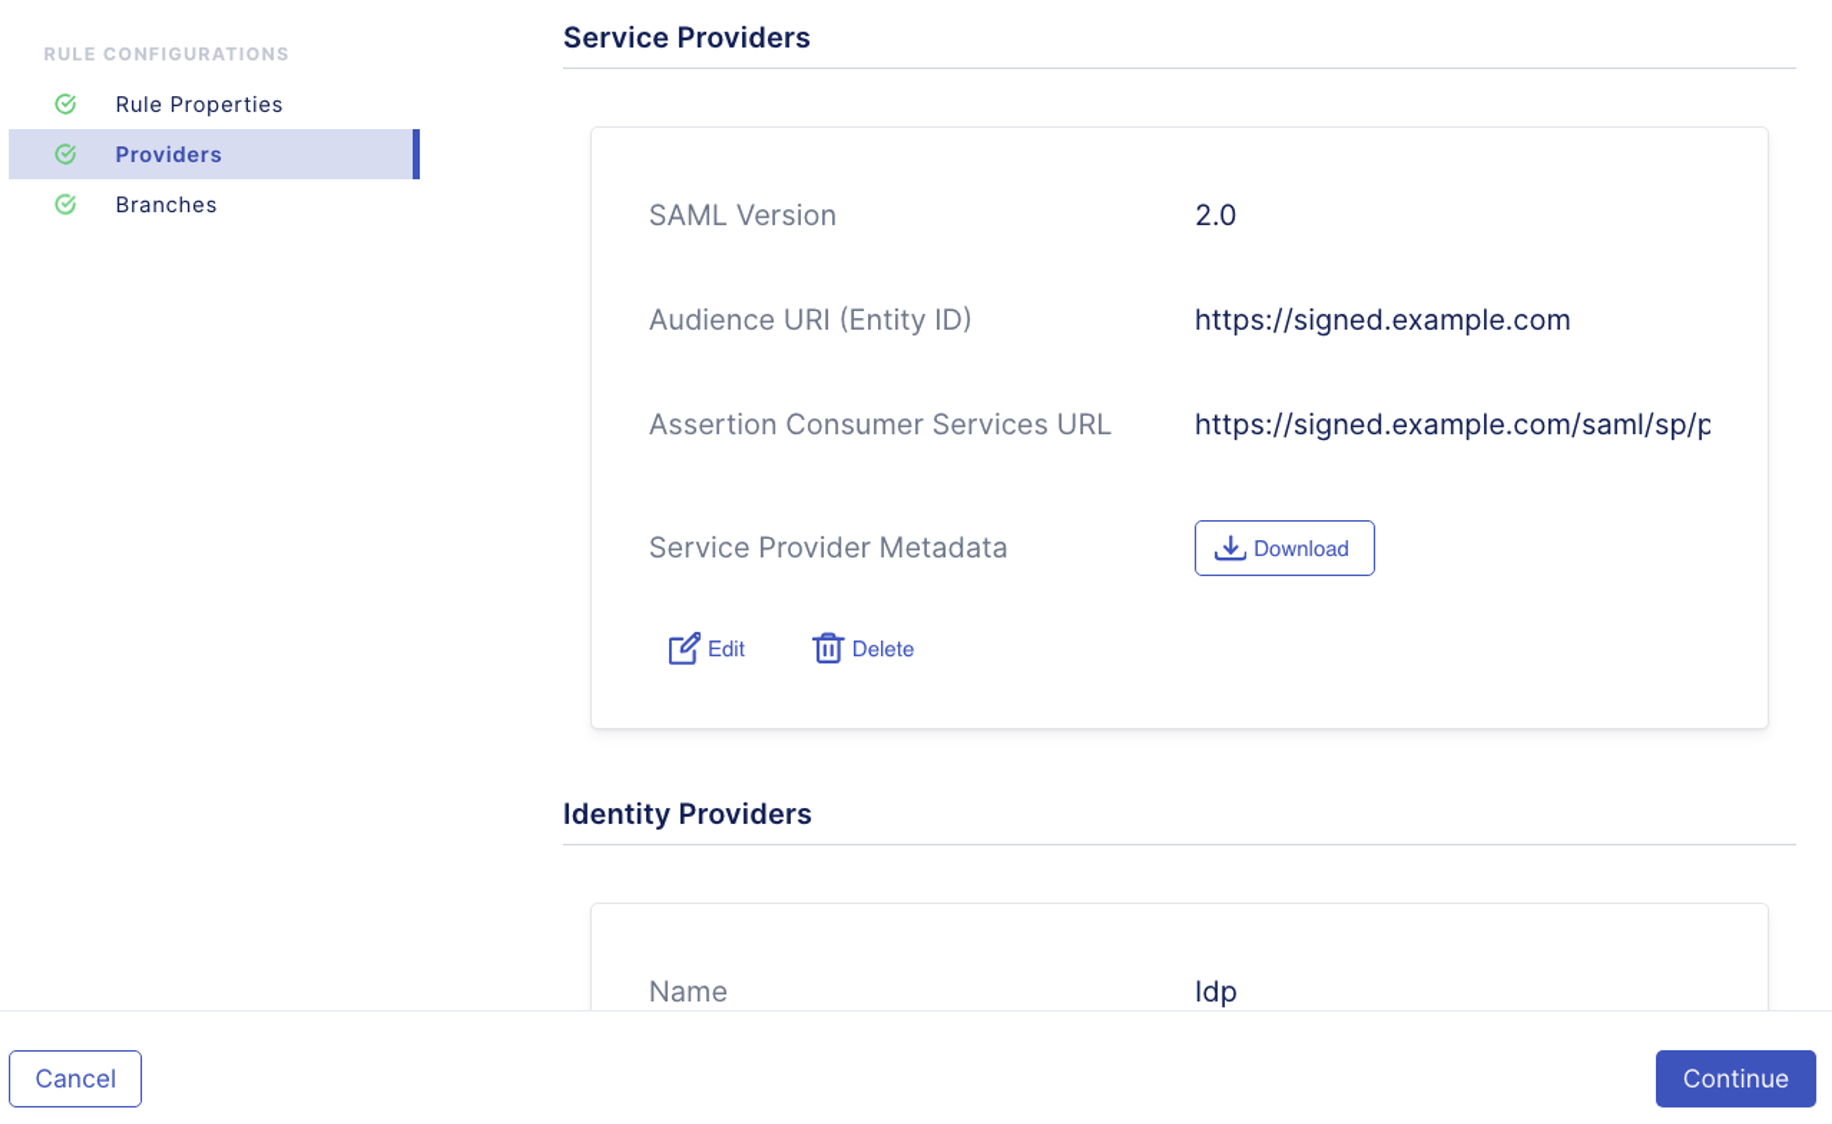 RULE CONFIGURATIONS
Rule Properties
Providers
Branches
Service Providers
SAML Version 2.0
Audience URI (Entity ID) https://signed.example.com
Assertion Consumer Services URL https://signed.example.com/saml/sp/p
Service Provider Metadata Download
Edit Delete
Identity Providers
Name Idp
Cancel Continue